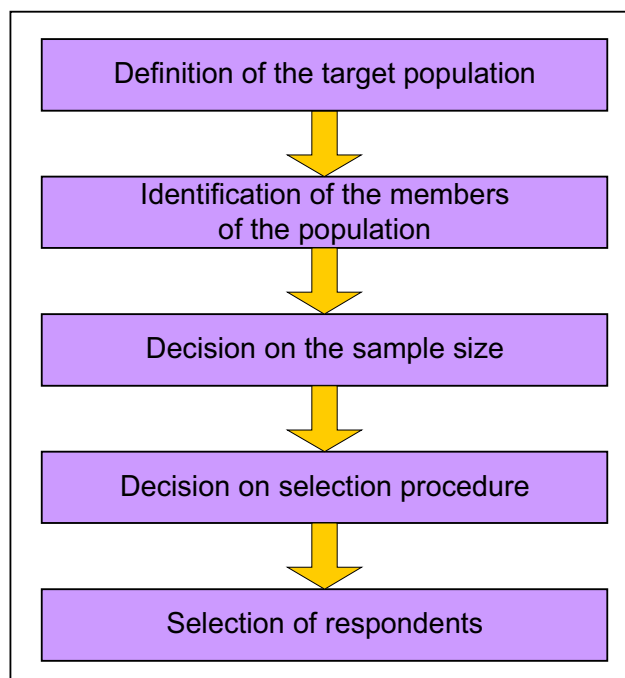 Definition of the target population
Identification of the members
of the population
Decision on the sample size
Decision on selection procedure
Selection of respondents